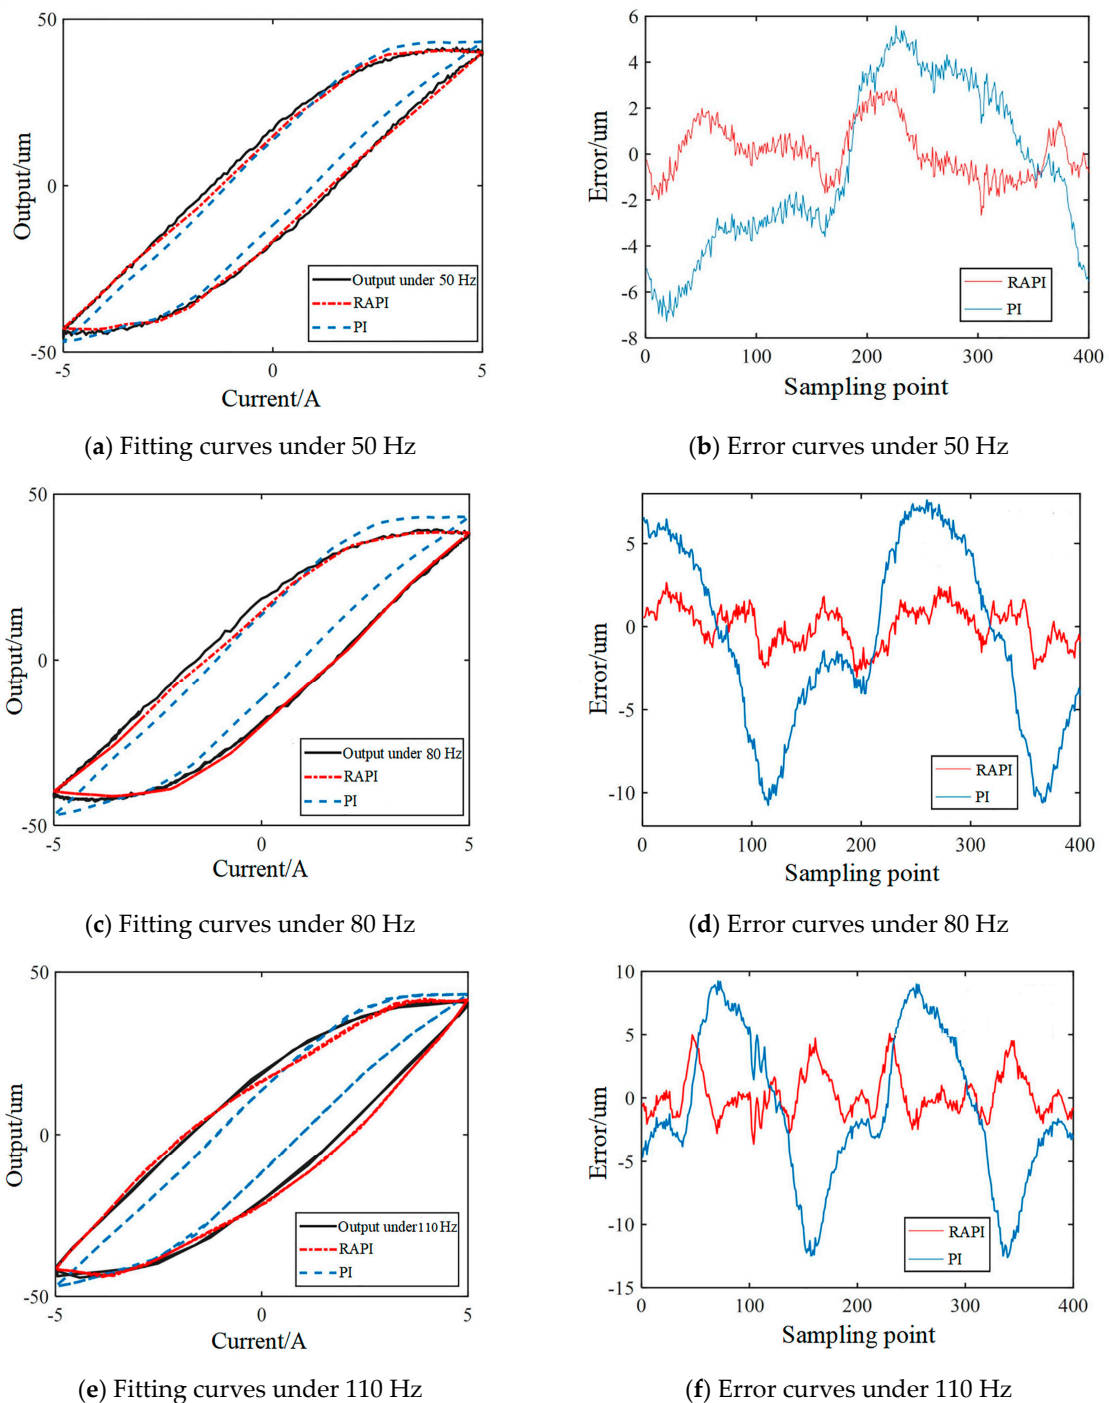 50
0
-50
-5
0
5
Output/um
Current/A
Output under 50 Hz
RAPI
PI
(a) Fitting curves under 50 Hz
6
4
2
0
-2
-4
-6
-8
0
100
200
300
400
Error/um
Sampling point
RAPI
PI
(b) Error curves under 50 Hz
50
0
-50
-5
0
5
Output/um
Current/A
Output under 80 Hz
RAPI
PI
(c) Fitting curves under 80 Hz
5
0
-5
-10
0
100
200
300
400
Error/um
Sampling point
RAPI
PI
(d) Error curves under 80 Hz
50
0
-50
-5
0
5
Output/um
Current/A
Output under110 Hz
RAPI
PI
(e) Fitting curves under 110 Hz
10
5
0
-5
-10
-15
0
100
200
300
400
Error/um
Sampling point
RAPI
PI
(f) Error curves under 110 Hz